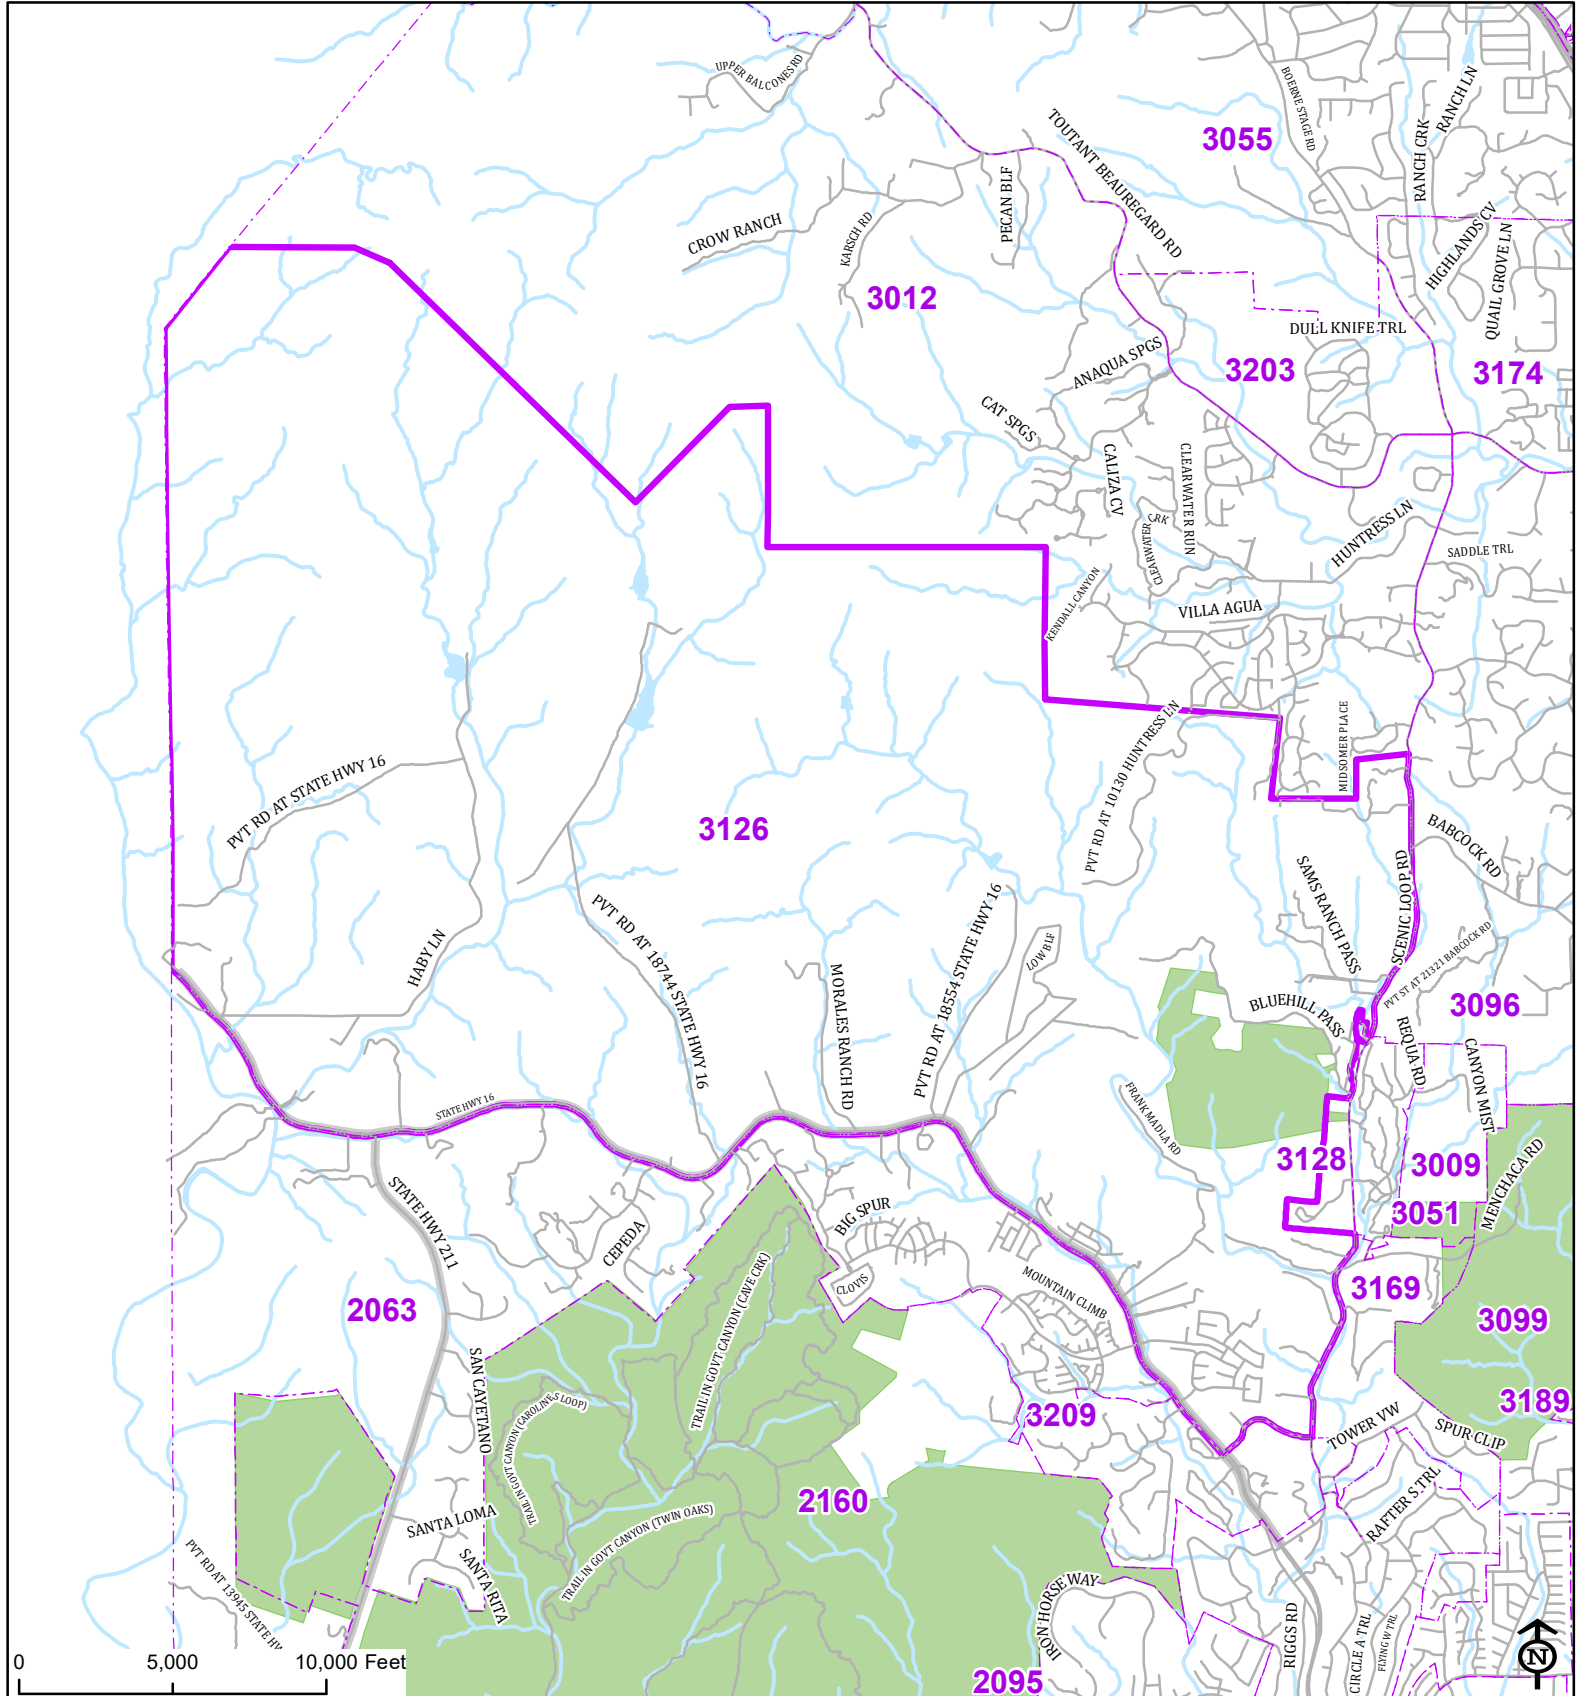 UPPER BALCONES RD
BOERNE STAGE RD
RANCH LN
RANCH CRK
TOUTANT BEAUREGARD RD
3055
PECAN BLF
CROW RANCH
KARSCH RD
HIGHLANDS CV
QUAIL GROVE LN
3012
DULL KNIFE TRL
ANAQUA SPGS
3203
3174
CAT SPGS
CALIZA CV
CLEARWATER RUN
CLEARWATER CRK
HUNTRESS LN
SADDLE TRL
KENDALL CANYON
VILLA AGUA
MIDSOMER PLACE
PVT RD AT 10130 HUNTRESS LN
PVT RD AT STATE HWY 16
3126
BABCOCK RD
SAMS RANCH PASS
SCENIC LOOP RD
PVT ST AT 21321 BABCOCK RD
HABY LN
PVT RD AT 18744 STATE HWY 16
MORALES RANCH RD
PVT RD AT 18554 STATE HWY 16
LOW BLF
BLUEHILL PASS
3096
REQUA RD
CANYON MIST
STATE HWY 16
FRANK MADLA RD
3128
3009
MENCHACA RD
3051
STATE HWY 211
CEPEDA
BIG SPUR
CLOVIS
MOUNTAIN CLIMB
3169
2063
3099
TRAIL IN GOVT CANYON (CAVE CRK)
SAN CAYETANO
TRAIL IN GOVT CANYON (CAROLINE S LOOP)
3209
3189
TOWER VW
SPUR CLIP
2160
RAFTER S TRL
SANTA LOMA
TRAIL IN GOVT CANYON (TWIN OAKS)
SANTA RITA
PVT RD AT 13945 STATE HW
IRON HORSE WAY
RIGGS RD
CIRCLE A TRL
FLYING W TRL
2095
N
0 5,000 10,000 Feet